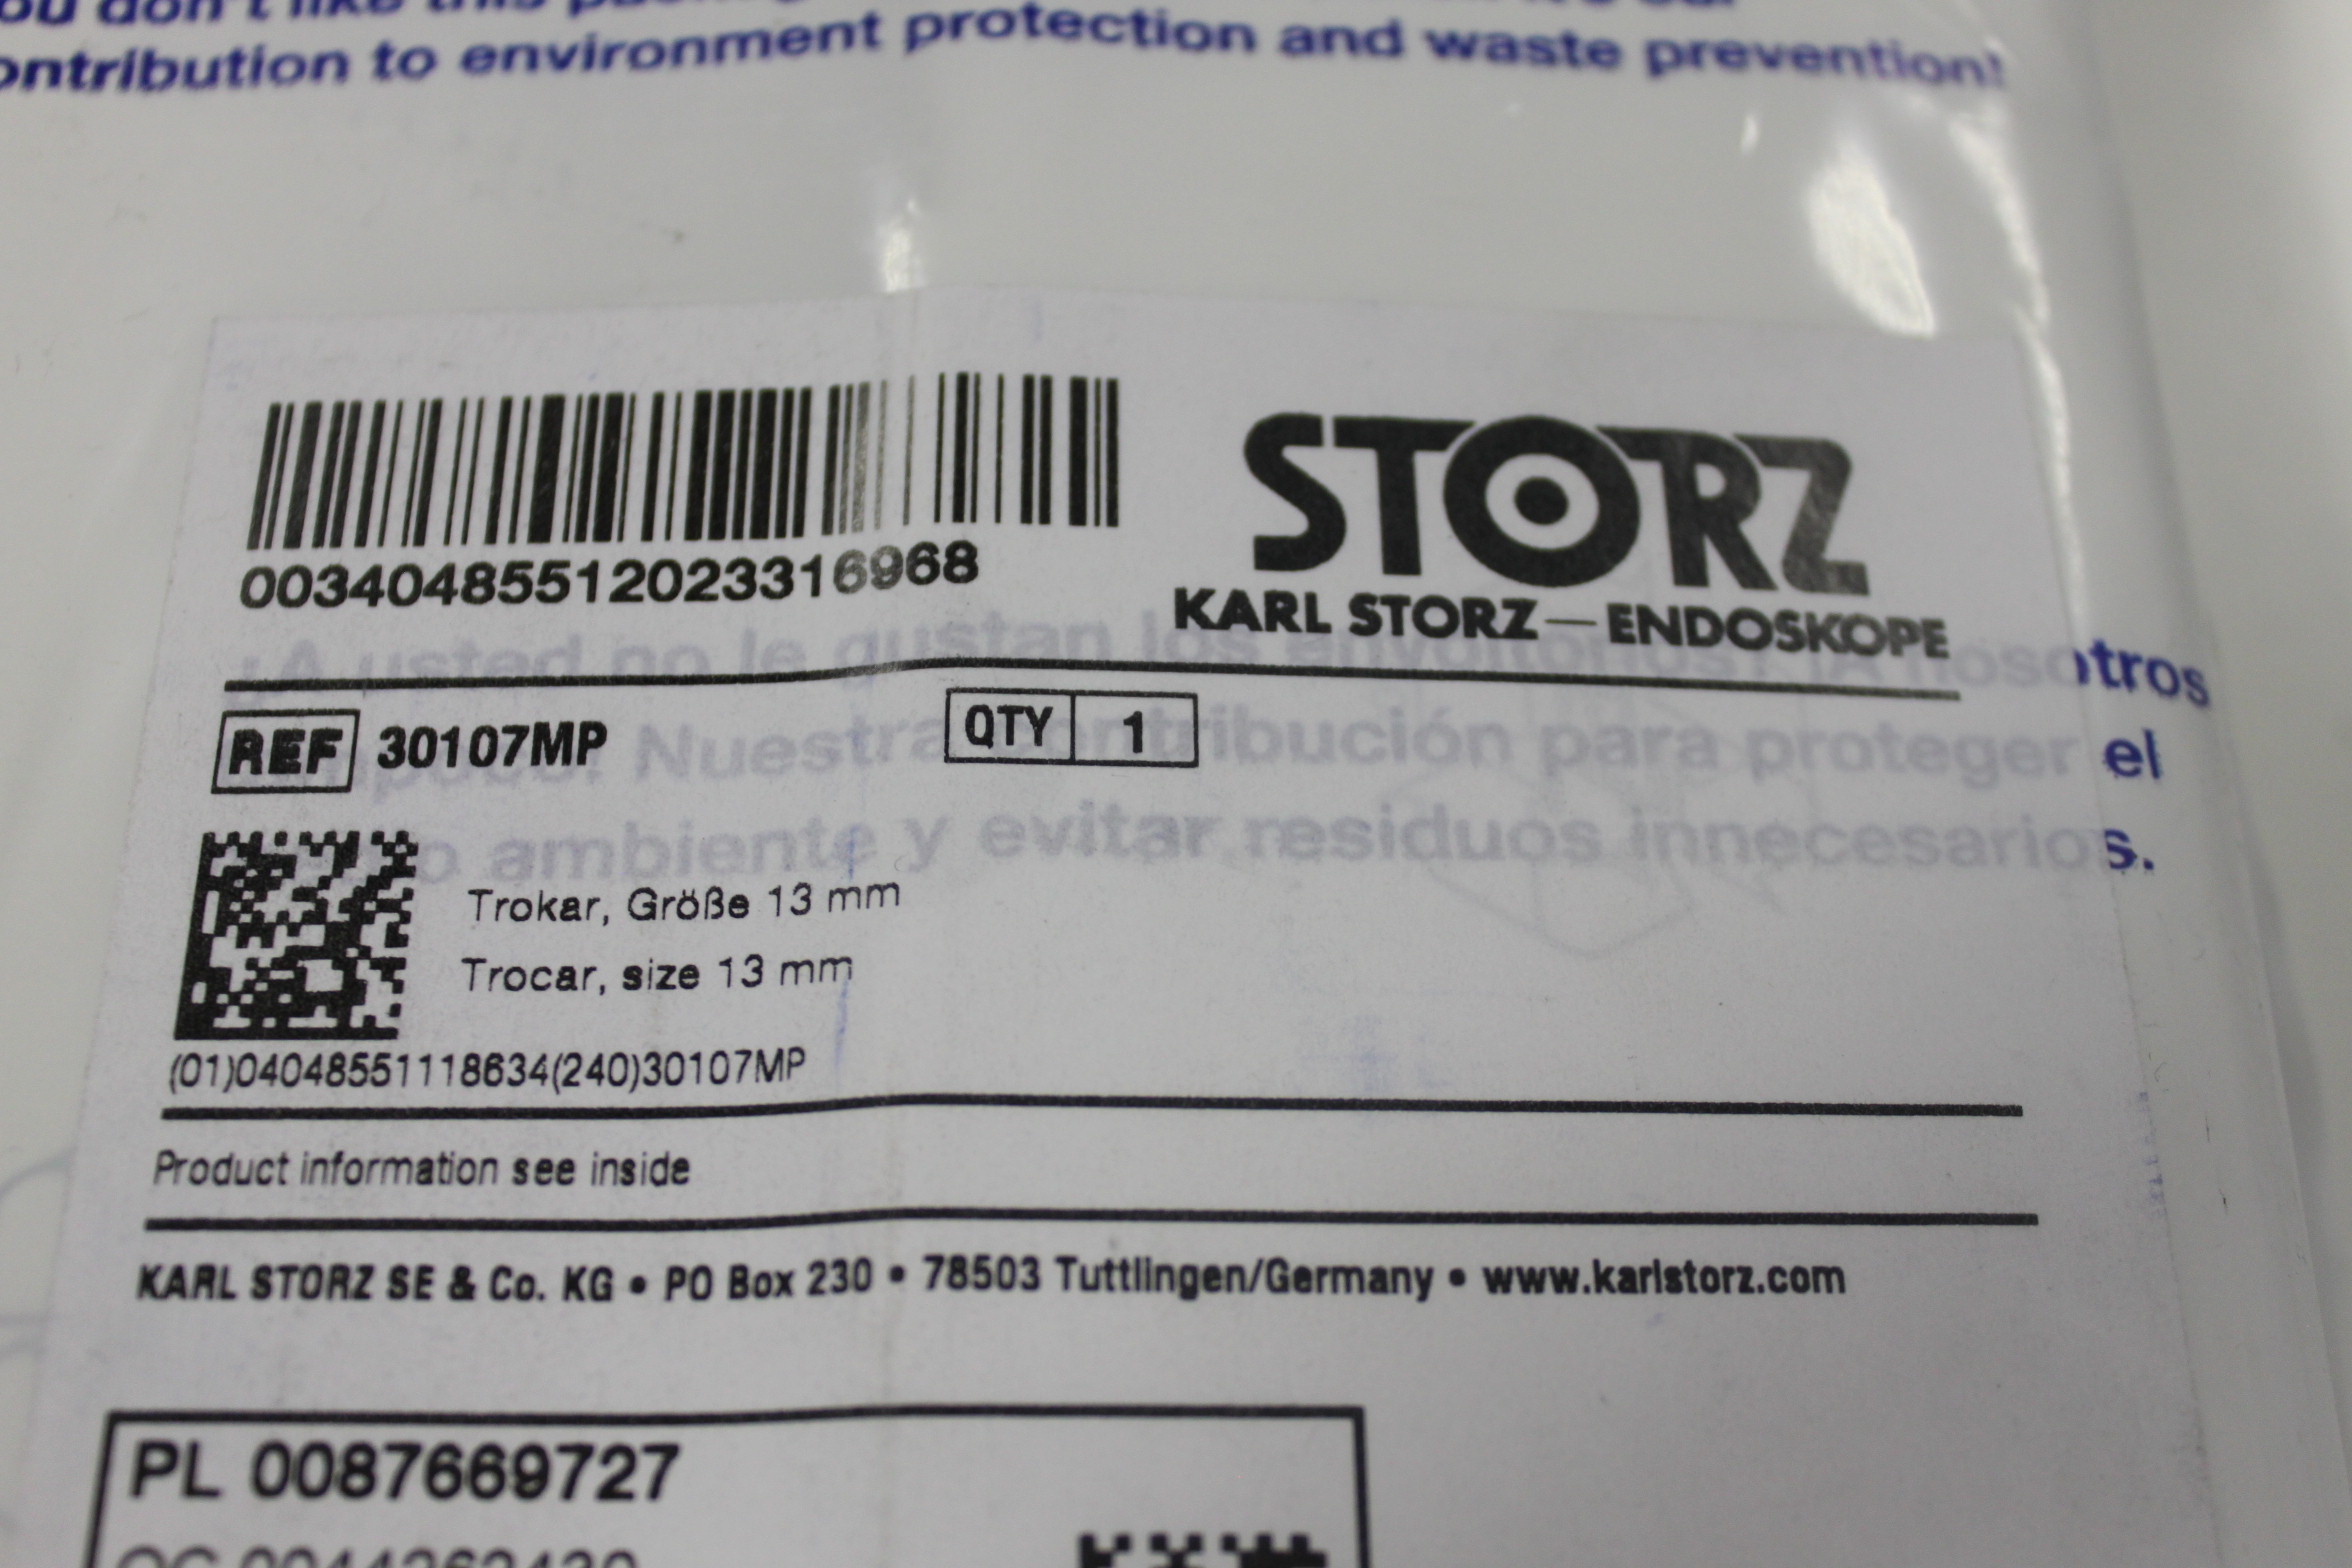 don't like this
contribution to environment protection and waste prevention!
00340485512023316968
STORZ
KARL STORZ—ENDOSKOPE
¿A usted no le gustan los envoltorios? ¡A nosotros
REF 30107MP
QTY 1
Nuestra contribución para proteger el
ambiente y evitar residuos innecesarios.
Trokar, Größe 13 mm
Trocar, size 13 mm
(01)04048551118634(240)30107MP
Product information see inside
KARL STORZ SE & Co. KG • PO Box 230 • 78503 Tuttlingen/Germany • www.karlstorz.com
PL 0087669727